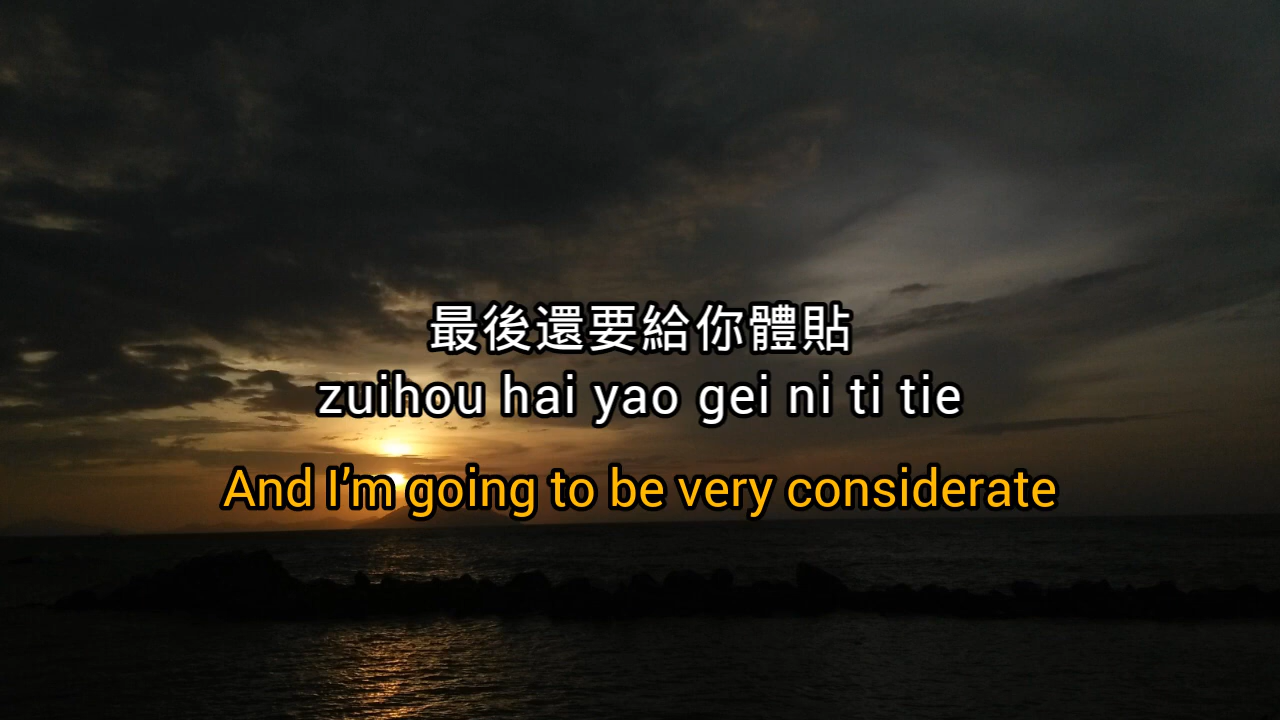 最後還要給你體貼
zuihou hai yao gei ni ti tie
And I’m going to be very considerate